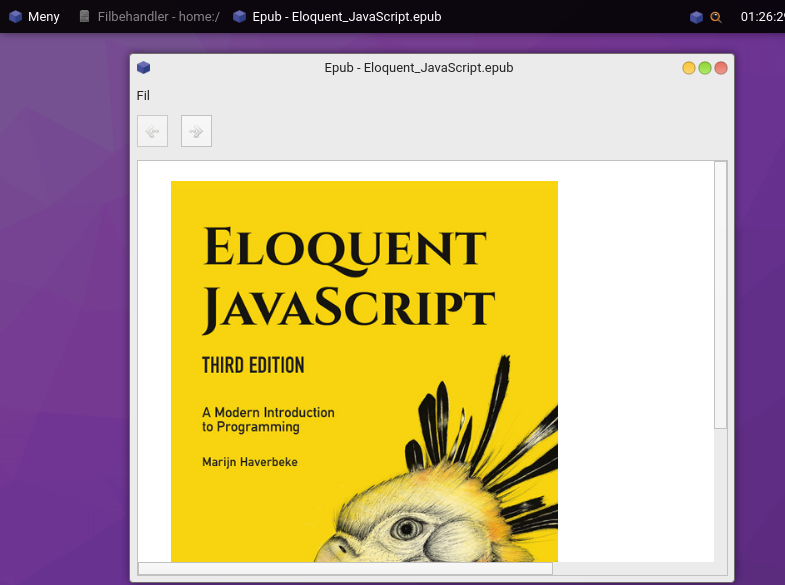 Meny Filbehandler - home:/ Epub - Eloquent_JavaScript.epub 01:26:29
Epub - Eloquent_JavaScript.epub
Fil
ELOQUENT
JAVASCRIPT
THIRD EDITION
A Modern Introduction
to Programming
Marijn Haverbeke